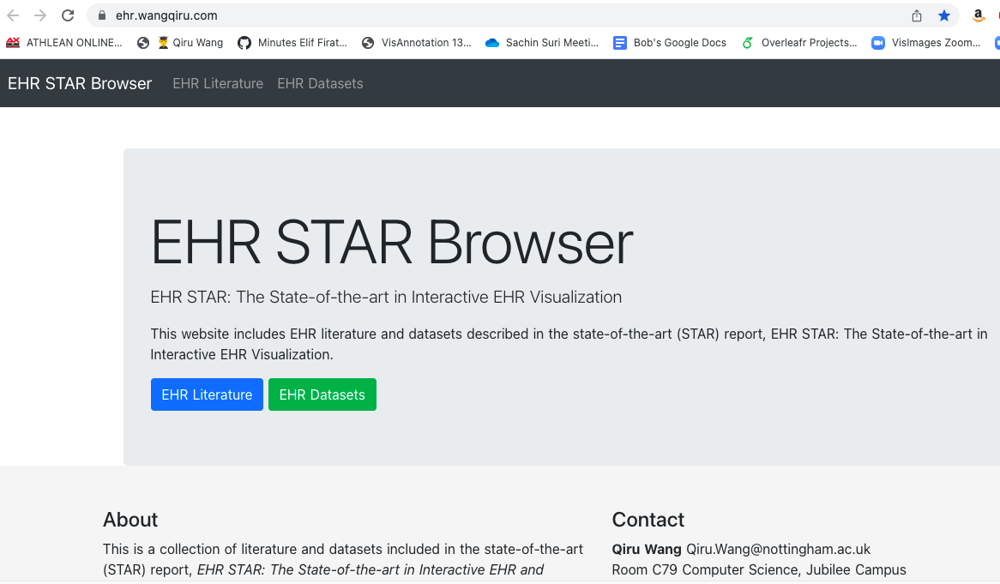 ehr.wangqiru.com
ATHLEAN ONLINE... Qiru Wang Minutes Elif Firat... VisAnnotation 13... Sachin Suri Meeti... Bob's Google Docs Overleafr Projects... VisImages Zoom...
EHR STAR Browser EHR Literature EHR Datasets
EHR STAR Browser
EHR STAR: The State-of-the-art in Interactive EHR Visualization
This website includes EHR literature and datasets described in the state-of-the-art (STAR) report, EHR STAR: The State-of-the-art in
Interactive EHR Visualization.
EHR Literature EHR Datasets
About
This is a collection of literature and datasets included in the state-of-the-art
(STAR) report, EHR STAR: The State-of-the-art in Interactive EHR and
Contact
Qiru Wang Qiru.Wang@nottingham.ac.uk
Room C79 Computer Science, Jubilee Campus